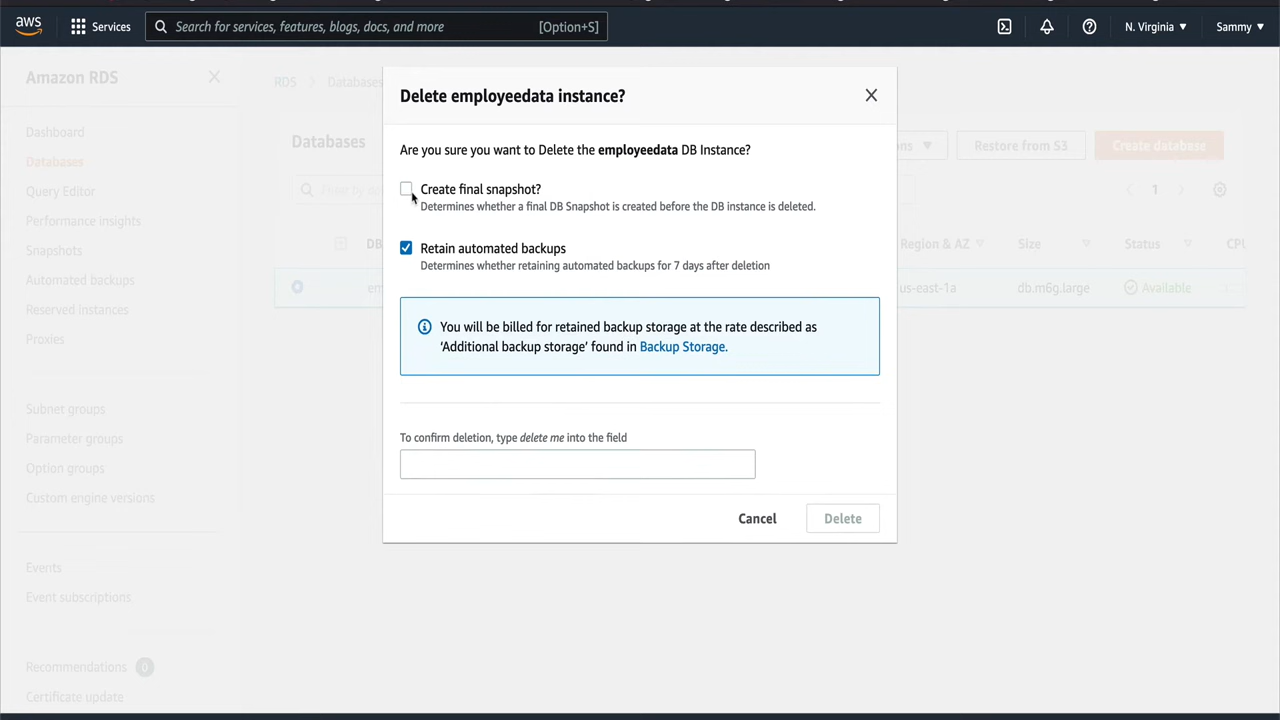 aws
Services
Search for services, features, blogs, docs, and more
[Option+S]
N. Virginia
Sammy
Amazon RDS
Dashboard
Databases
Query Editor
Performance insights
Snapshots
Automated backups
Reserved instances
Proxies
Subnet groups
Parameter groups
Option groups
Custom engine versions
Events
Event subscriptions
Recommendations 0
Certificate update
RDS > Databases
Databases
Restore from S3
Create database
1
Region & AZ
Size
Status
us-east-1a
db.m6g.large
Available
Delete employeedata instance?
Are you sure you want to Delete the employeedata DB Instance?
Create final snapshot?
Determines whether a final DB Snapshot is created before the DB instance is deleted.
Retain automated backups
Determines whether retaining automated backups for 7 days after deletion
You will be billed for retained backup storage at the rate described as
‘Additional backup storage’ found in Backup Storage.
To confirm deletion, type delete me into the field
Cancel
Delete